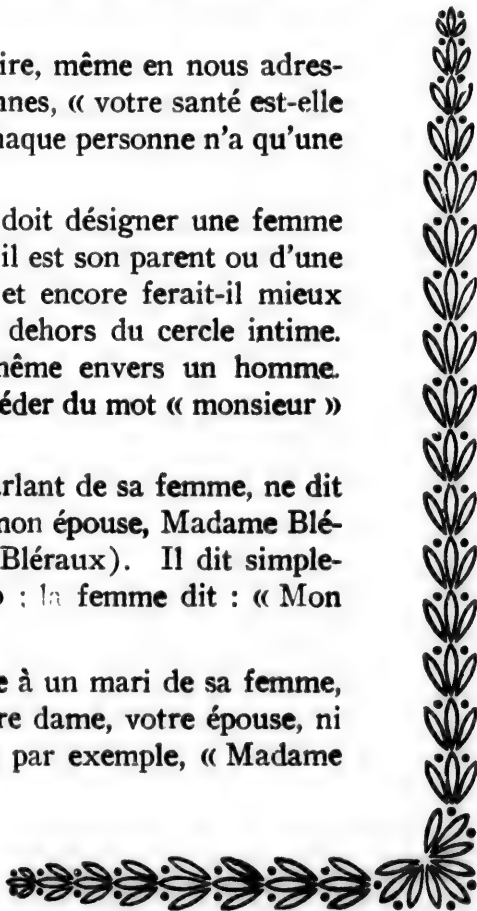 ire, même en nous adres-
nnes, « votre santé est-elle
haque personne n'a qu'une
doit désigner une femme
il est son parent ou d'une
et encore ferait-il mieux
dehors du cercle intime.
nême envers un homme.
éder du mot « monsieur »
arlant de sa femme, ne dit
non épouse, Madame Blé-
Bléraux). Il dit simple-
» : la femme dit : « Mon
e à un mari de sa femme,
re dame, votre épouse, ni
par exemple, « Madame